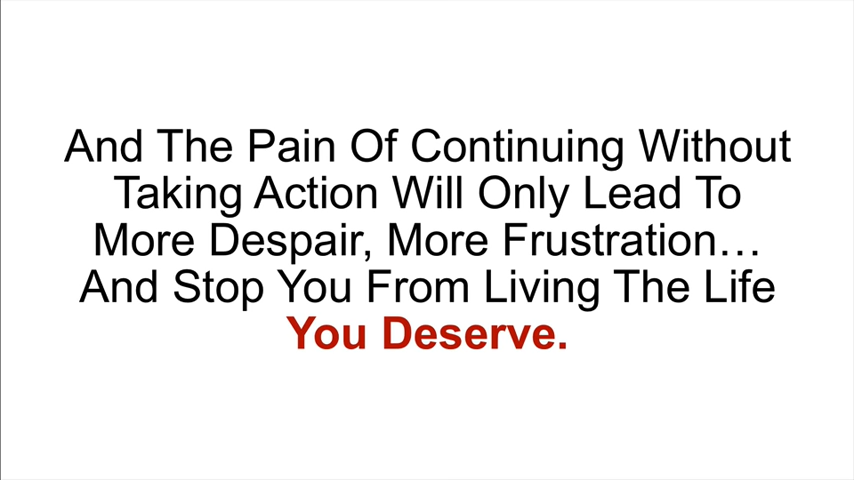 And The Pain Of Continuing Without
Taking Action Will Only Lead To
More Despair, More Frustration…
And Stop You From Living The Life
You Deserve.